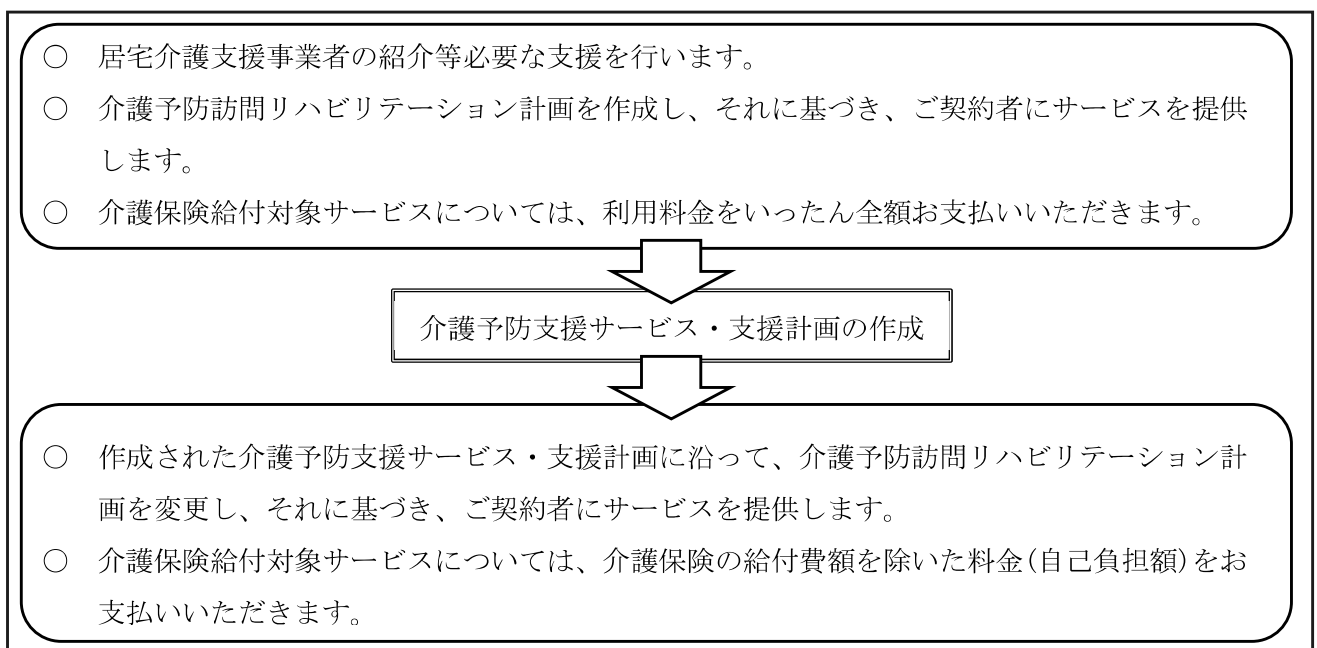 ○ 居宅介護支援事業者の紹介等必要な支援を行います。
○ 介護予防訪問リハビリテーション計画を作成し、それに基づき、ご契約者にサービスを提供
します。
○ 介護保険給付対象サービスについては、利用料金をいったん全額お支払いいただきます。
介護予防支援サービス・支援計画の作成
○ 作成された介護予防支援サービス・支援計画に沿って、介護予防訪問リハビリテーション計
画を変更し、それに基づき、ご契約者にサービスを提供します。
○ 介護保険給付対象サービスについては、介護保険の給付費額を除いた料金(自己負担額)をお
支払いいただきます。